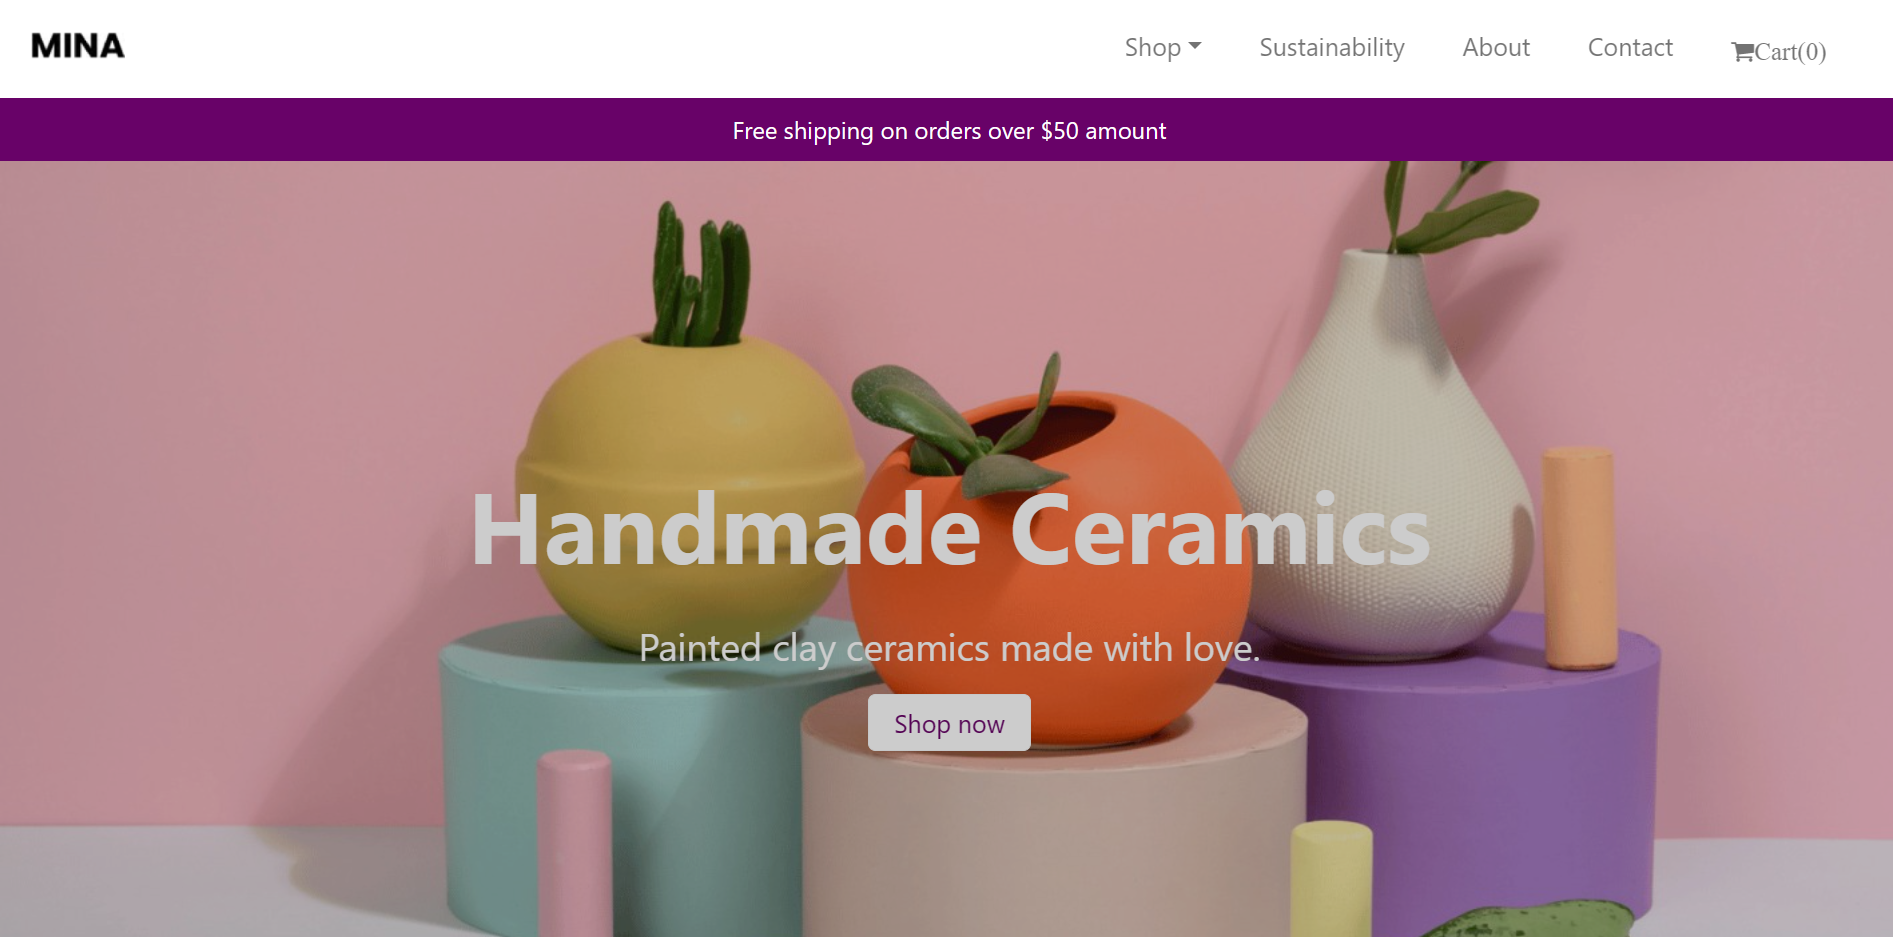 MINA
Shop
Sustainability
About
Contact
Cart(0)
Free shipping on orders over $50 amount
Handmade Ceramics
Painted clay ceramics made with love.
Shop now